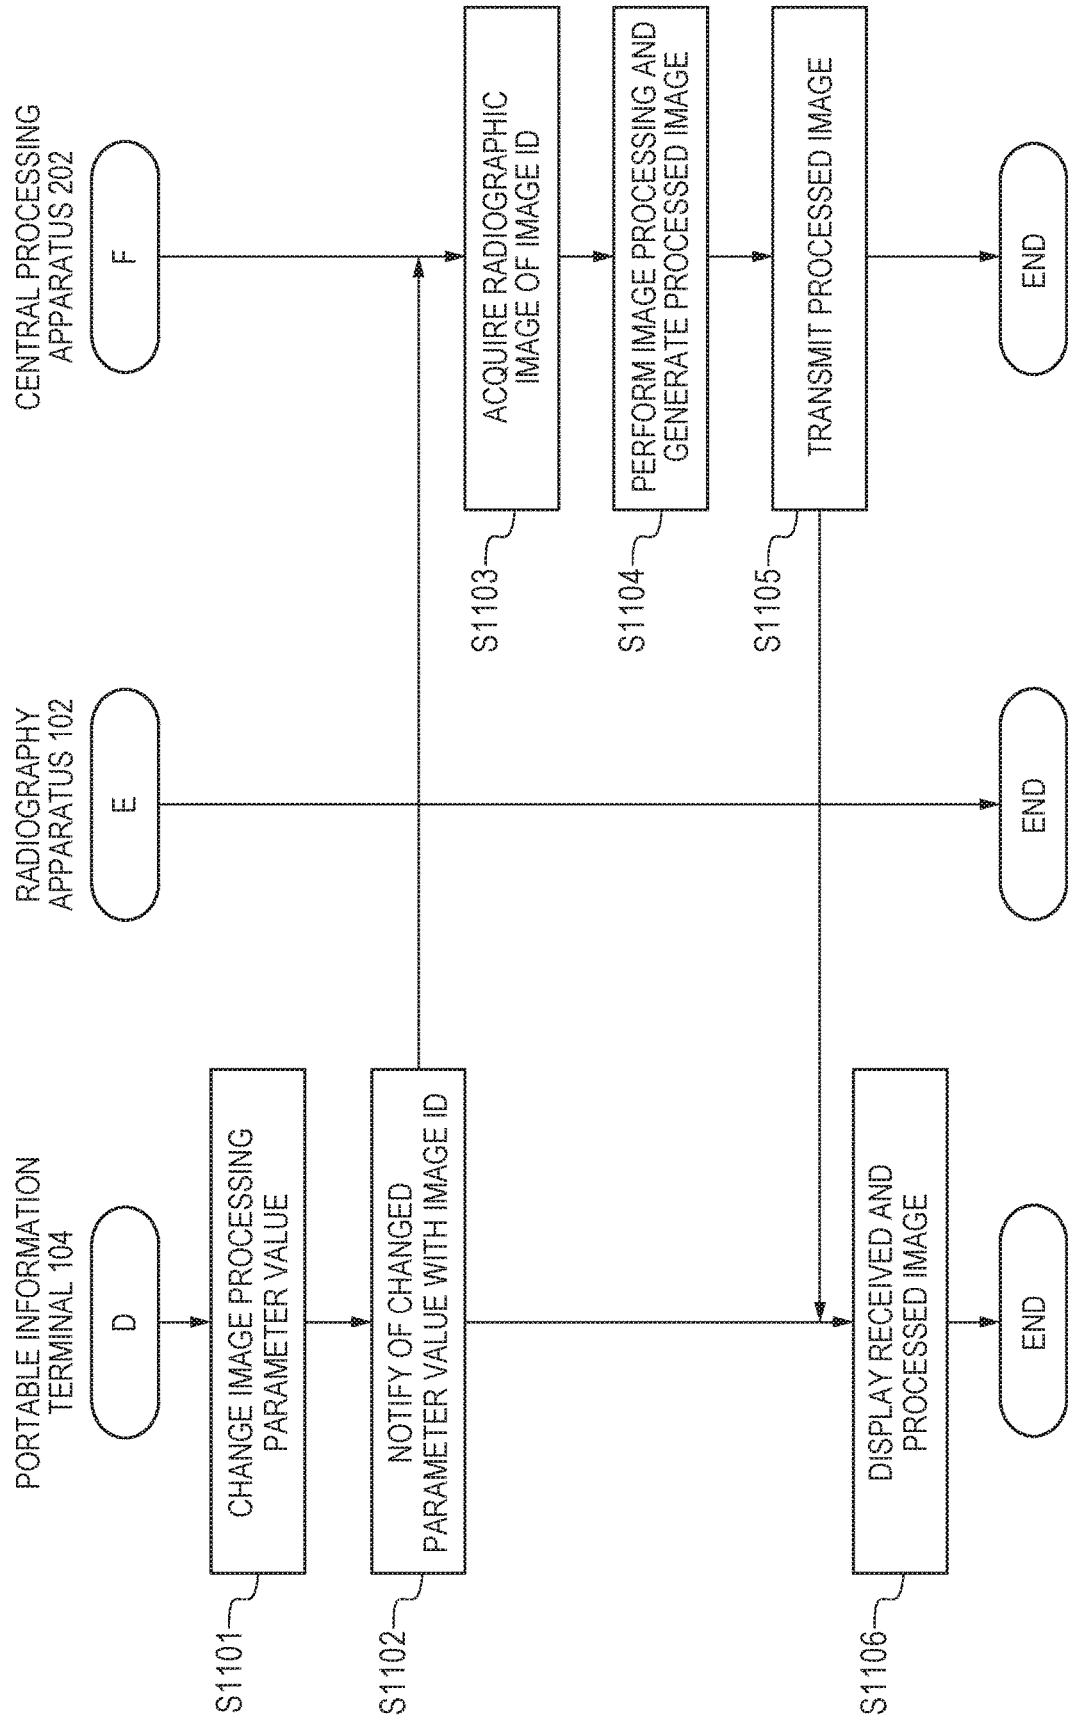 PORTABLE INFORMATION
TERMINAL 104
RADIOGRAPHY
APPARATUS 102
CENTRAL PROCESSING
APPARATUS 202
D
E
F
S1101
CHANGE IMAGE PROCESSING
PARAMETER VALUE
S1102
NOTIFY OF CHANGED
PARAMETER VALUE WITH IMAGE ID
S1103
ACQUIRE RADIOGRAPHIC
IMAGE OF IMAGE ID
S1104
PERFORM IMAGE PROCESSING AND
GENERATE PROCESSED IMAGE
S1105
TRANSMIT PROCESSED IMAGE
S1106
DISPLAY RECEIVED AND
PROCESSED IMAGE
END
END
END